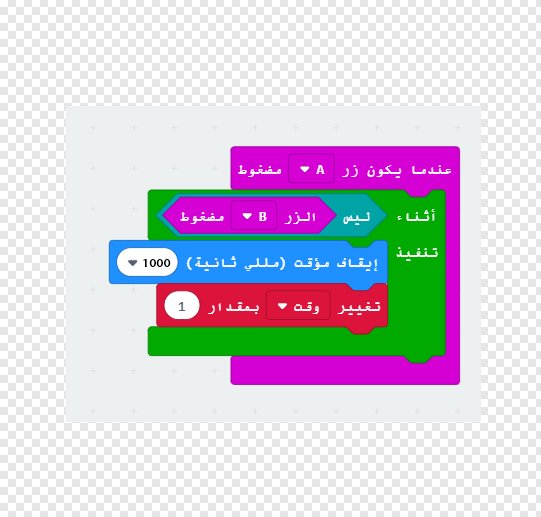 عندما يكون زر A مضغوط
أثناء ليس الزر B مضغوط
تنفيذ
إيقاف مؤقت (مللي ثانية) 1000
تغيير وقت بمقدار 1